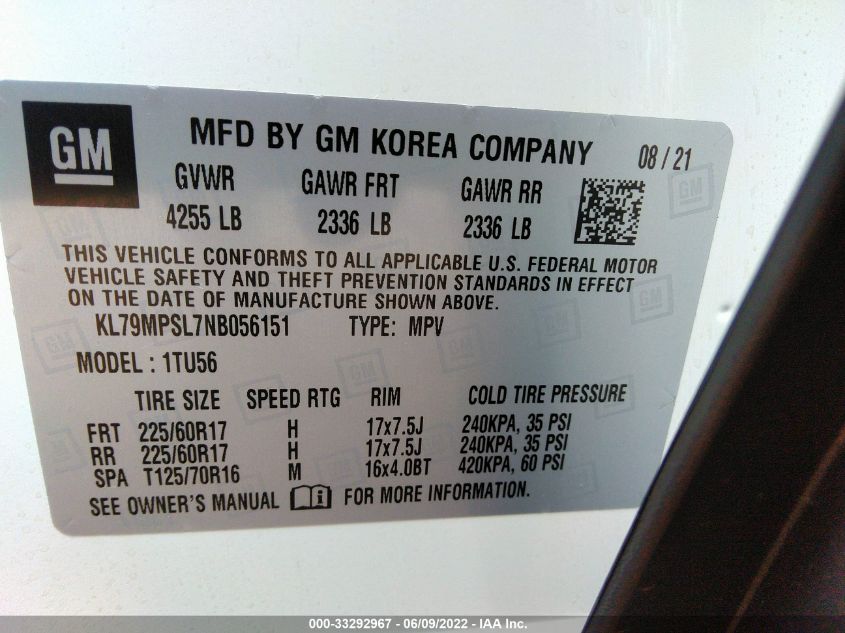 GM
MFD BY GM KOREA COMPANY 08 / 21
GVWR GAWR FRT GAWR RR
4255 LB 2336 LB 2336 LB
THIS VEHICLE CONFORMS TO ALL APPLICABLE U.S. FEDERAL MOTOR
VEHICLE SAFETY AND THEFT PREVENTION STANDARDS IN EFFECT
ON THE DATE OF MANUFACTURE SHOWN ABOVE.
KL79MPSL7NB056151 TYPE: MPV
MODEL : 1TU56
TIRE SIZE SPEED RTG RIM COLD TIRE PRESSURE
FRT 225/60R17 H 17x7.5J 240KPA, 35 PSI
RR 225/60R17 H 17x7.5J 240KPA, 35 PSI
SPA T125/70R16 M 16x4.0BT 420KPA, 60 PSI
SEE OWNER'S MANUAL FOR MORE INFORMATION.
000-33292967 - 06/09/2022 - IAA Inc.